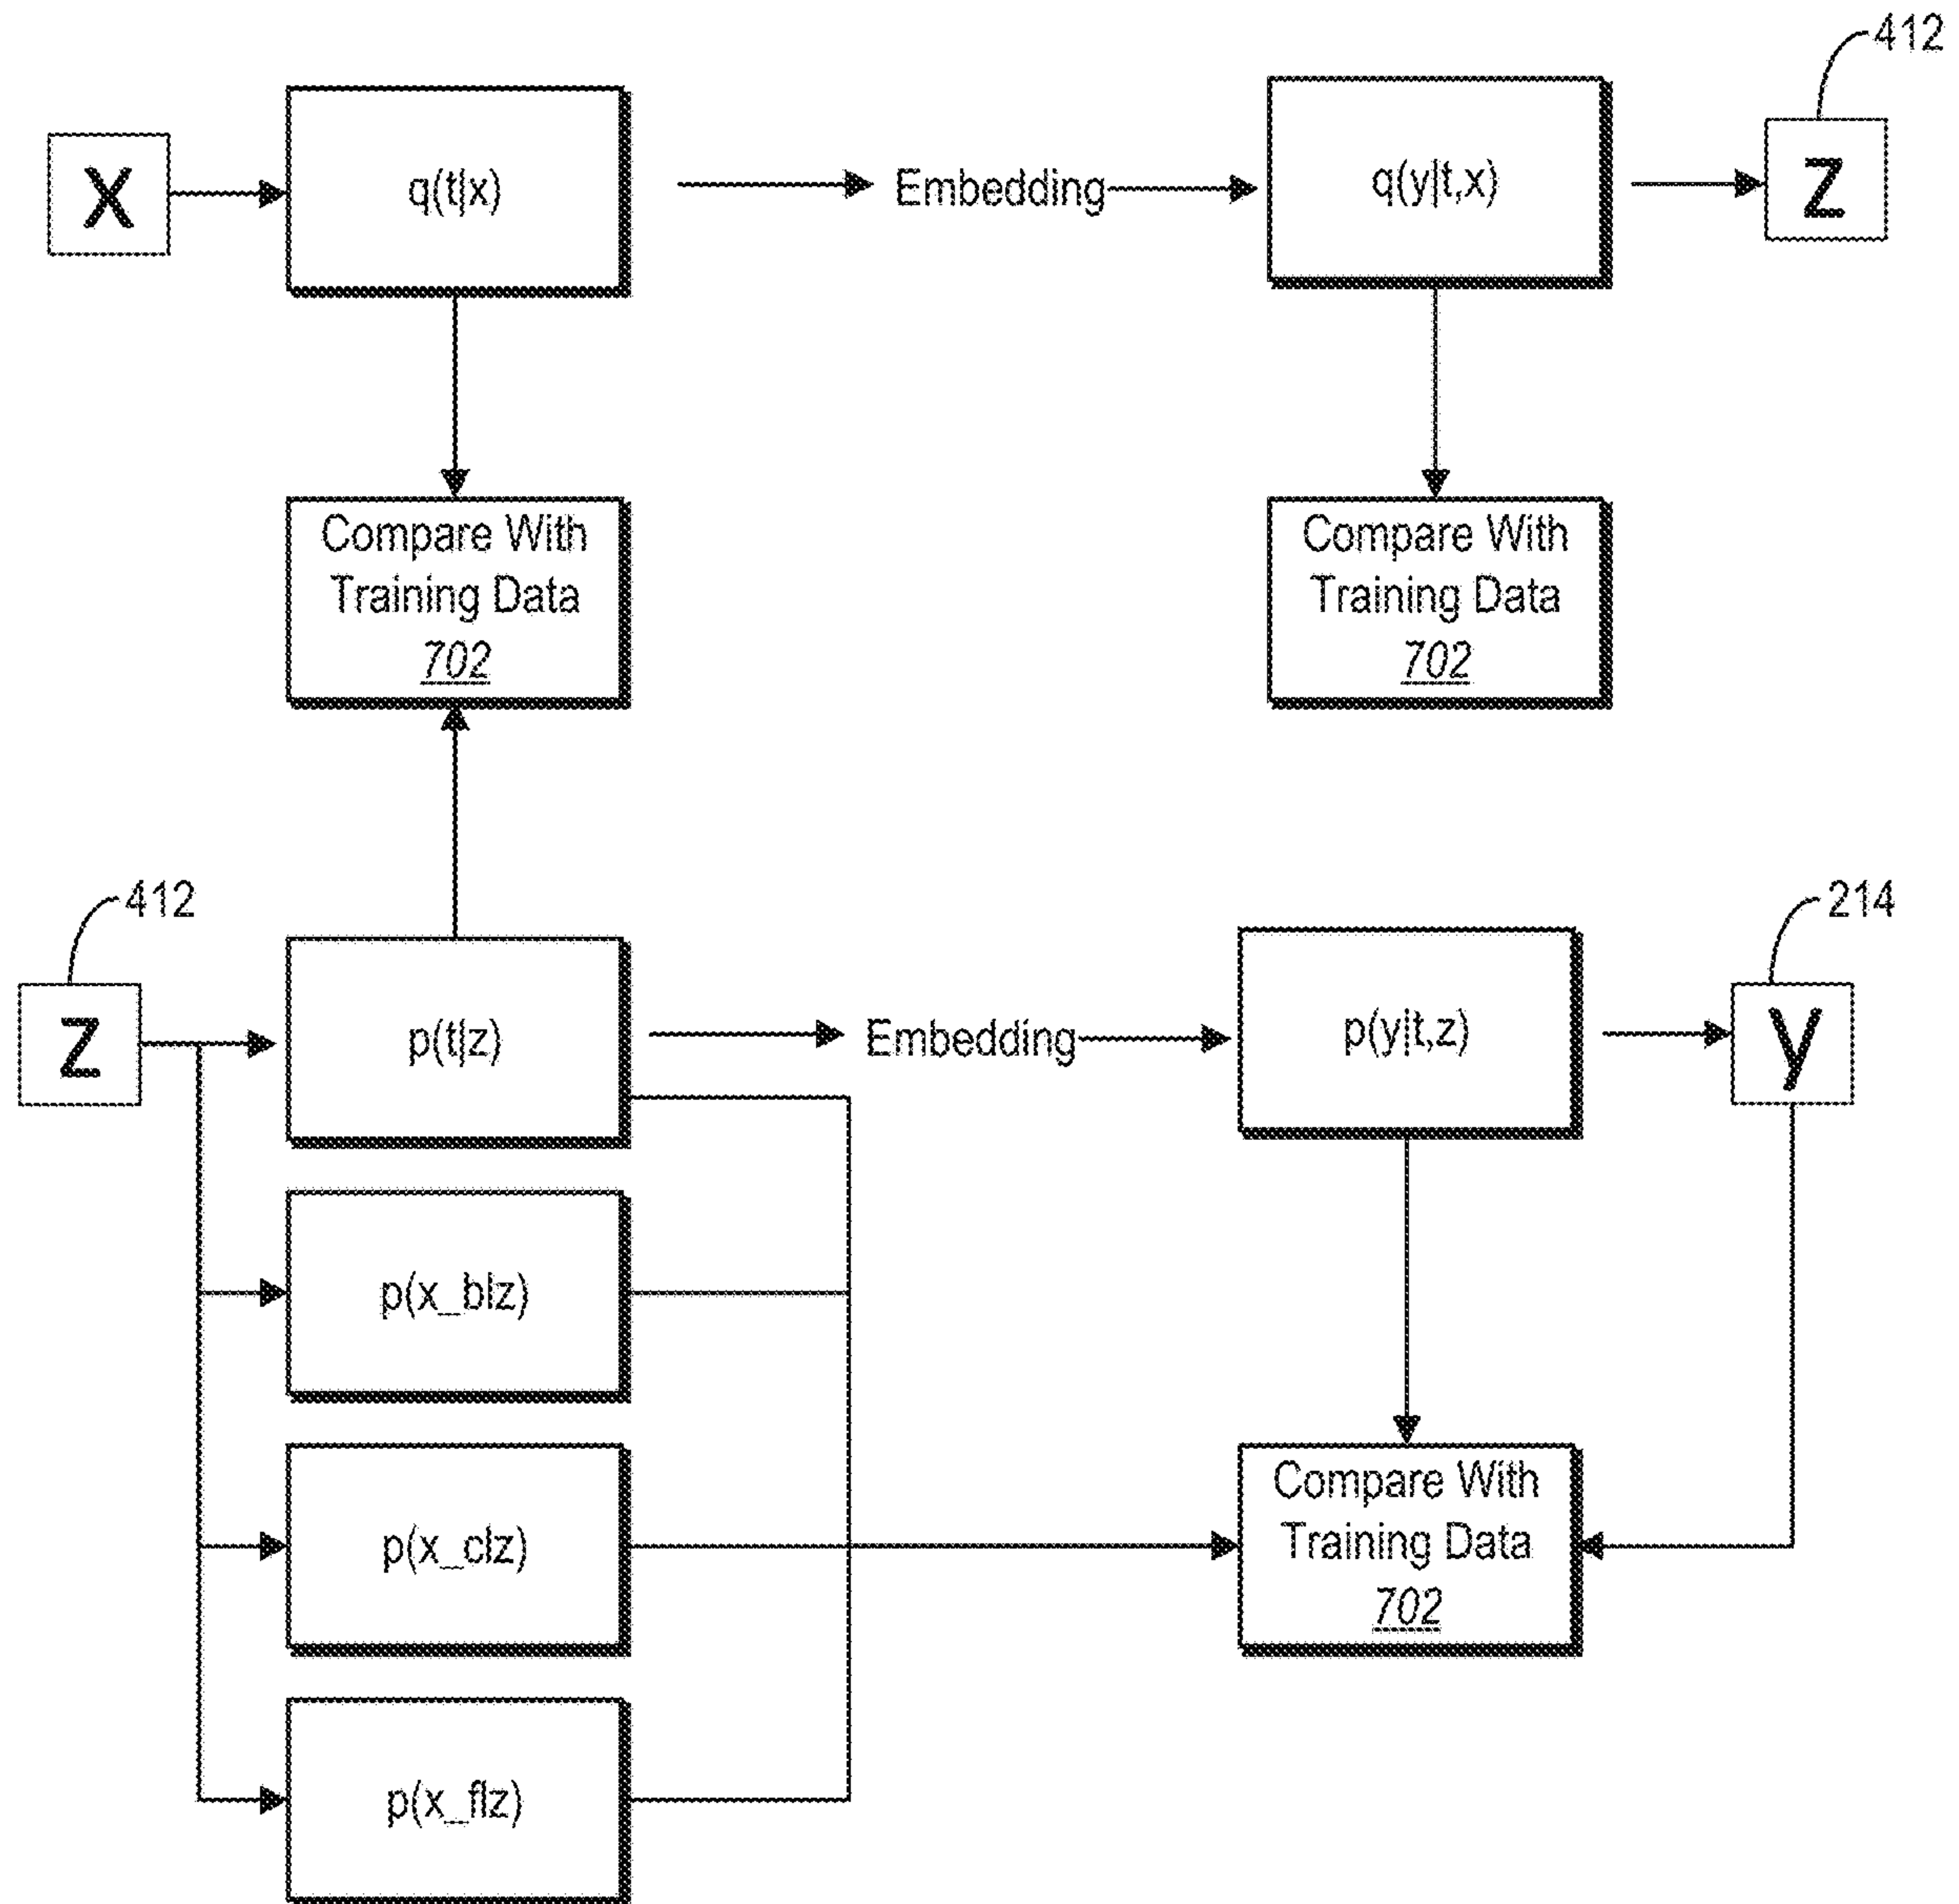 412
X
q(t|x)
Embedding
q(y|t,x)
Z
Compare With
Training Data
702
Compare With
Training Data
702
412
214
Z
p(t|z)
Embedding
p(y|t,z)
y
p(x_b|z)
p(x_c|z)
Compare With
Training Data
702
p(x_f|z)